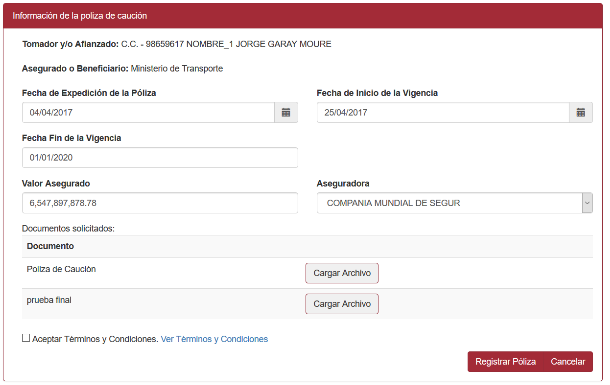 Información de la poliza de caución
Tomador y/o Afianzado: C.C. - 98659617 NOMBRE_1 JORGE GARAY MOURE
Asegurado o Beneficiario: Ministerio de Transporte
Fecha de Expedición de la Póliza Fecha de Inicio de la Vigencia
04/04/2017 25/04/2017
Fecha Fin de la Vigencia
01/01/2020
Valor Asegurado Aseguradora
6,547,897,878.78 COMPANIA MUNDIAL DE SEGUR
Documentos solicitados:
Documento
Poliza de Caución Cargar Archivo
prueba final Cargar Archivo
Aceptar Términos y Condiciones. Ver Términos y Condiciones
Registrar Póliza Cancelar